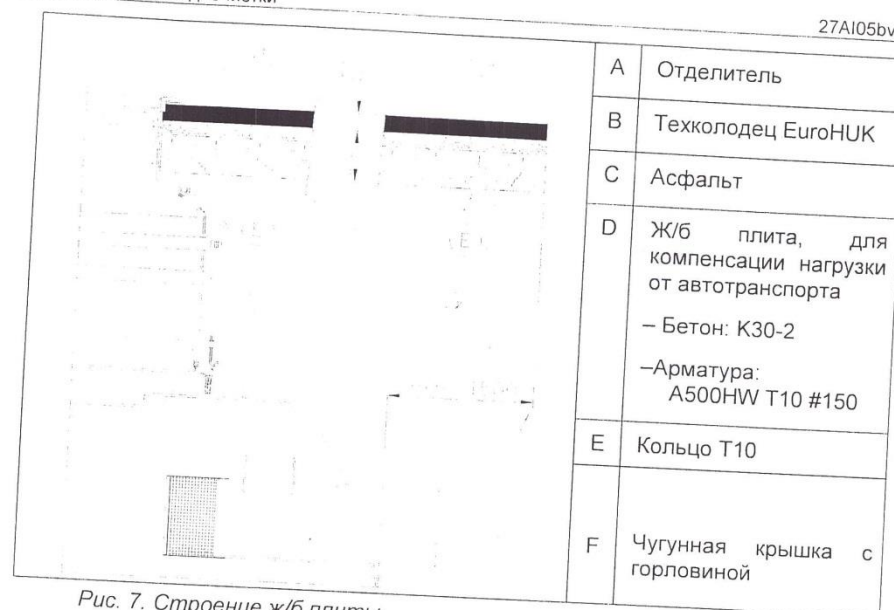 27AI05bv
A Отделитель
B Техколодец EuroHUK
C Асфальт
D Ж/б плита, для
компенсации нагрузки
от автотранспорта
– Бетон: K30-2
–Арматура:
A500HW T10 #150
E Кольцо T10
F Чугунная крышка с
горловиной
E
Рис. 7. Строение ж/б плиты